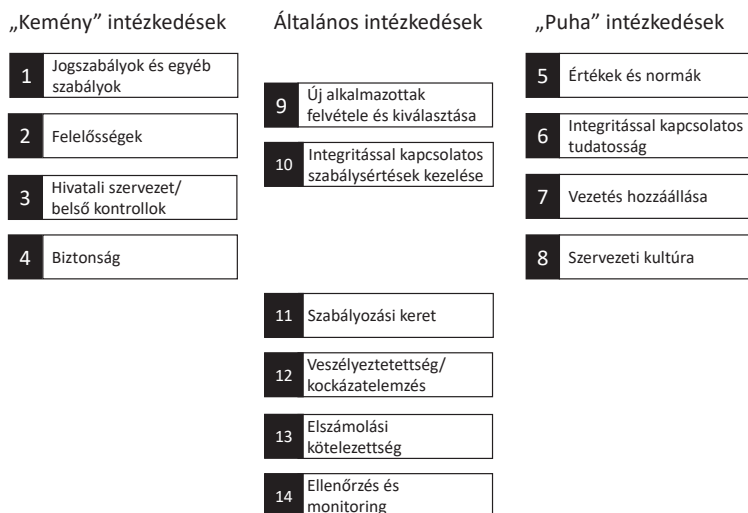 „Kemény” intézkedések
1
Jogszabályok és egyéb
szabályok
2
Felelősségek
3
Hivatali szervezet/
belső kontrollok
4
Biztonság
Általános intézkedések
9
Új alkalmazottak
felvétele és kiválasztása
10
Integritással kapcsolatos
szabálysértések kezelése
11
Szabályozási keret
12
Veszélyeztetettség/
kockázatelemzés
13
Elszámolási
kötelezettség
14
Ellenőrzés és
monitoring
„Puha” intézkedések
5
Értékek és normák
6
Integritással kapcsolatos
tudatosság
7
Vezetés hozzáállása
8
Szervezeti kultúra